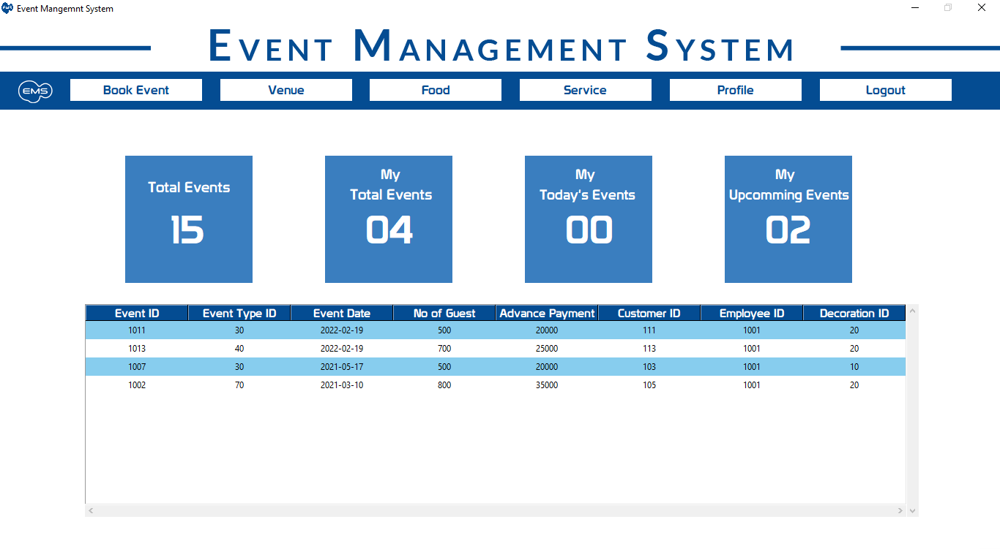 Event Mangemnt System
EVENT MANAGEMENT SYSTEM
EMS Book Event Venue Food Service Profile Logout
Total Events
15
My
Total Events
04
My
Today's Events
00
My
Upcomming Events
02
Event ID Event Type ID Event Date No of Guest Advance Payment Customer ID Employee ID Decoration ID
1011 30 2022-02-19 500 20000 111 1001 20
1013 40 2022-02-19 700 25000 113 1001 20
1007 30 2021-05-17 500 20000 103 1001 10
1002 70 2021-03-10 800 35000 105 1001 20